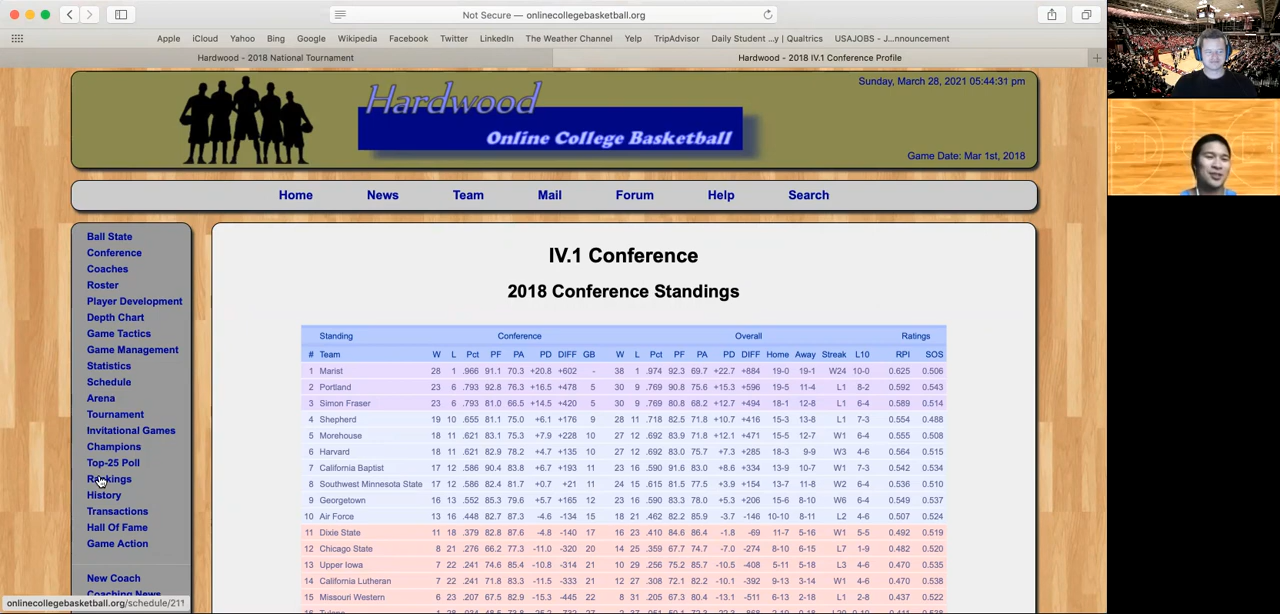 Not Secure — onlinecollegebasketball.org
Apple iCloud Yahoo Bing Google Wikipedia Facebook Twitter LinkedIn The Weather Channel Yelp TripAdvisor Daily Student ...y | Qualtrics USAJOBS - J...nnouncement
Hardwood - 2018 National Tournament Hardwood - 2018 IV.1 Conference Profile
Sunday, March 28, 2021 05:44:31 pm
Hardwood
Online College Basketball
Game Date: Mar 1st, 2018
Home News Team Mail Forum Help Search
Ball State
Conference
Coaches
Roster
Player Development
Depth Chart
Game Tactics
Game Management
Statistics
Schedule
Arena
Tournament
Invitational Games
Champions
Top-25 Poll
Rankings
History
Transactions
Hall Of Fame
Game Action
New Coach
Coaching News
onlinecollegebasketball.org/schedule/211
IV.1 Conference
2018 Conference Standings
Standing Conference Overall Ratings
# Team W L Pct PF PA PD DIFF GB W L Pct PF PA PD DIFF Home Away Streak L10 RPI SOS
1 Marist 28 1 .966 91.1 70.3 +20.8 +602 - 38 1 .974 92.3 69.7 +22.7 +884 19-0 19-1 W24 10-0 0.625 0.506
2 Portland 23 6 .793 92.8 76.3 +16.5 +478 5 30 9 .769 90.8 75.6 +15.3 +596 19-5 11-4 L1 8-2 0.592 0.543
3 Simon Fraser 23 6 .793 81.0 66.5 +14.5 +420 5 30 9 .769 80.8 68.2 +12.7 +494 18-1 12-8 L1 6-4 0.589 0.514
4 Shepherd 19 10 .655 81.1 75.0 +6.1 +176 9 28 11 .718 82.5 71.8 +10.7 +416 15-3 13-8 L1 7-3 0.554 0.488
5 Morehouse 18 11 .621 83.1 75.3 +7.9 +228 10 27 12 .692 83.9 71.8 +12.1 +471 15-5 12-7 W1 6-4 0.555 0.508
6 Harvard 18 11 .621 82.9 78.2 +4.7 +135 10 27 12 .692 83.0 75.7 +7.3 +285 18-3 9-9 W3 4-6 0.564 0.515
7 California Baptist 17 12 .586 90.4 83.8 +6.7 +193 11 23 16 .590 91.6 83.0 +8.6 +334 13-9 10-7 W1 7-3 0.542 0.534
8 Southwest Minnesota State 17 12 .586 82.4 81.7 +0.7 +21 11 24 15 .615 81.5 77.5 +3.9 +154 13-7 11-8 W2 6-4 0.536 0.510
9 Georgetown 16 13 .552 85.3 79.6 +5.7 +165 12 23 16 .590 83.3 78.0 +5.3 +206 15-6 8-10 W6 6-4 0.549 0.537
10 Air Force 13 16 .448 82.7 87.3 -4.6 -134 15 18 21 .462 82.2 85.9 -3.7 -146 10-10 8-11 L2 4-6 0.507 0.524
11 Dixie State 11 18 .379 82.8 87.6 -4.8 -140 17 16 23 .410 84.6 86.4 -1.8 -69 11-7 5-16 W1 5-5 0.492 0.519
12 Chicago State 8 21 .276 66.2 77.3 -11.0 -320 20 14 25 .359 67.7 74.7 -7.0 -274 8-10 6-15 L7 1-9 0.482 0.520
13 Upper Iowa 7 22 .241 74.6 85.4 -10.8 -314 21 10 29 .256 77.5 88.0 -10.5 -408 5-11 5-18 L1 4-6 0.470 0.535
14 California Lutheran 7 22 .241 71.8 83.3 -11.5 -333 21 12 27 .308 72.1 82.2 -10.1 -392 9-13 3-14 W1 4-6 0.470 0.538
15 Missouri Western 6 23 .207 67.5 82.9 -15.3 -445 22 8 31 .205 67.3 80.4 -13.1 -511 6-13 2-18 L1 2-8 0.437 0.522